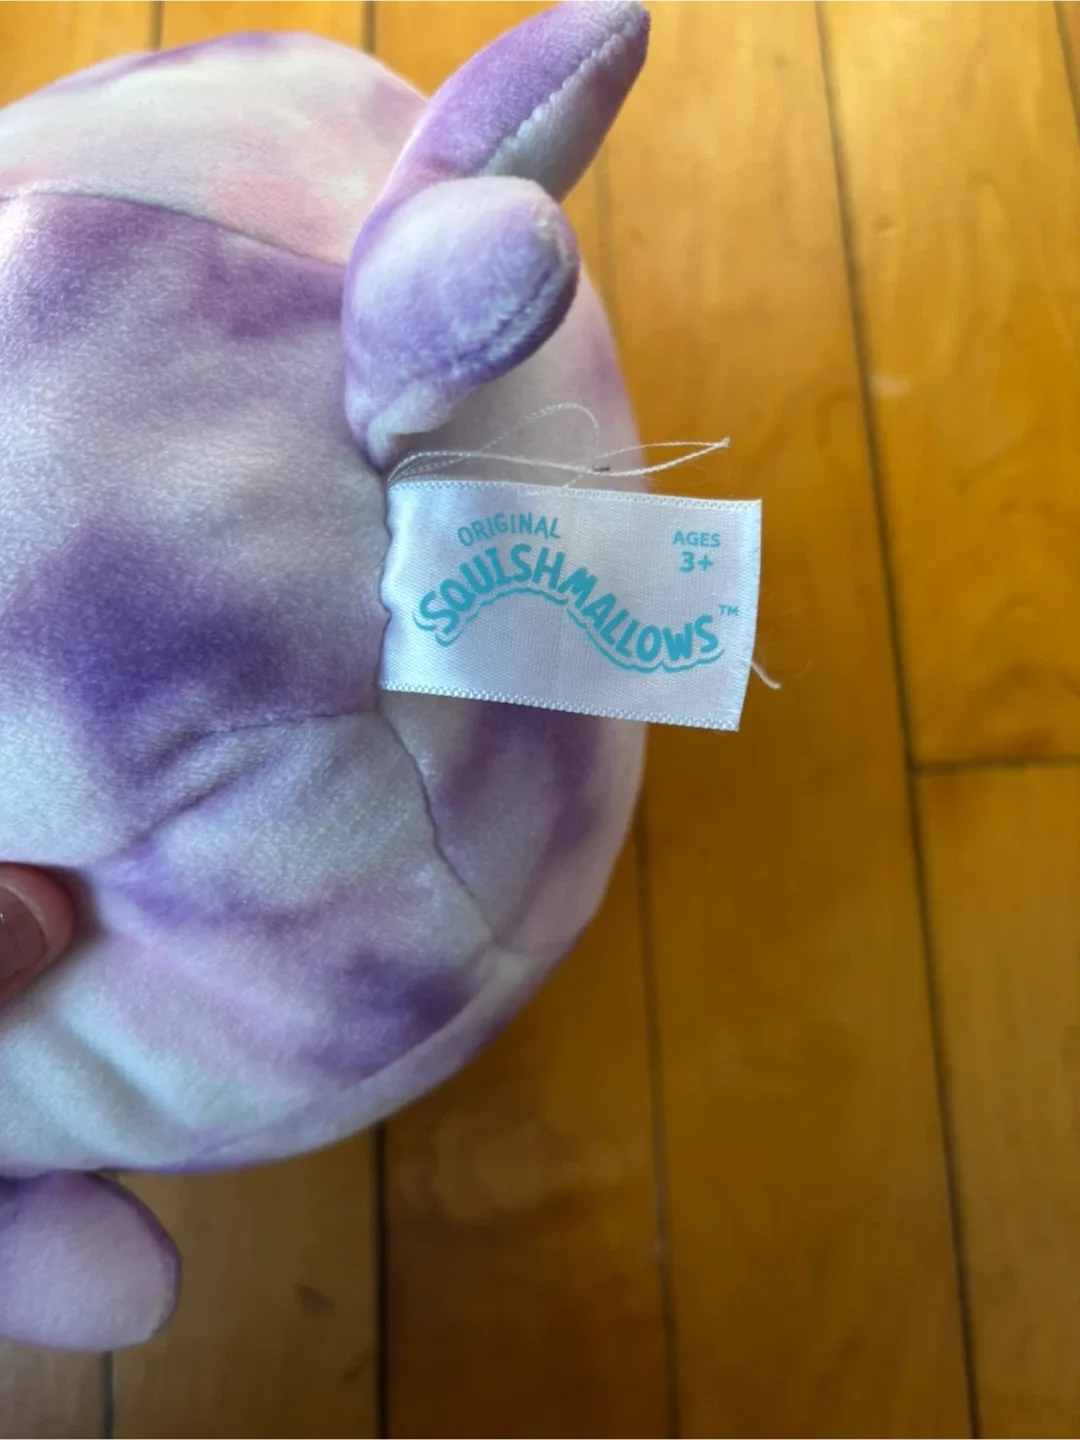 ORIGINAL
SQUISHMALLOWS™
AGES
3+